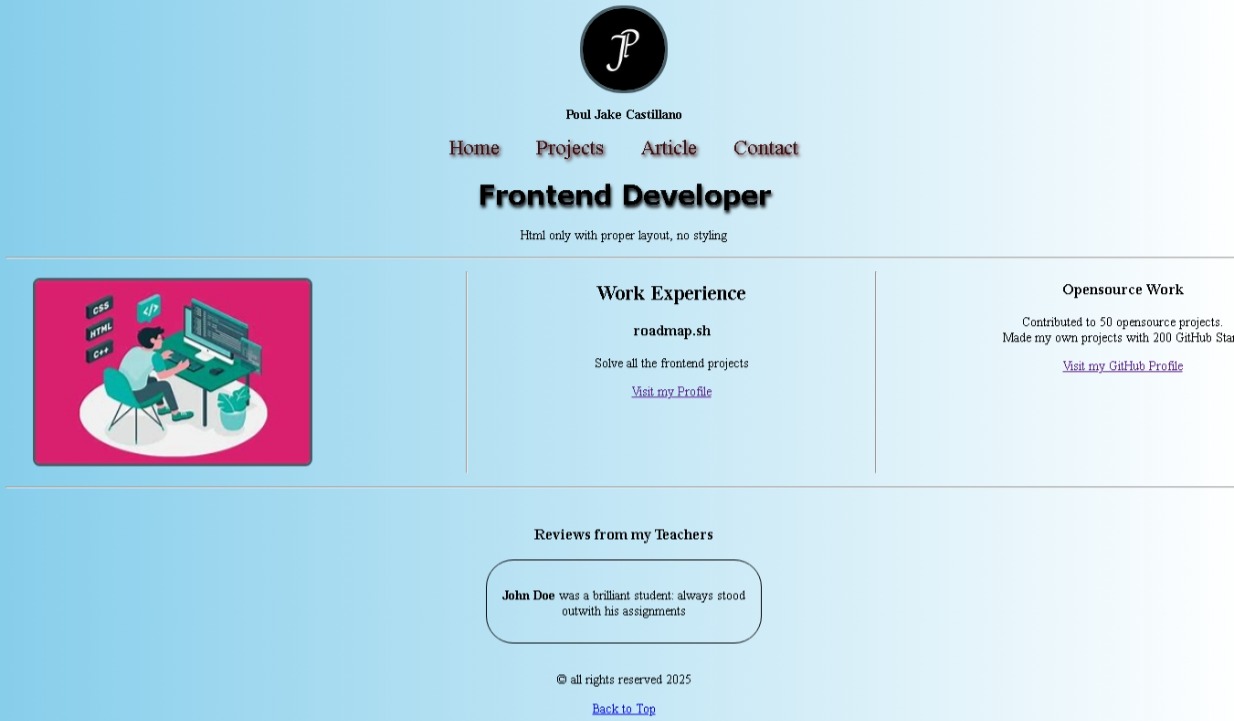 JP
Poul Jake Castillano
Home Projects Article Contact
Frontend Developer
Html only with proper layout, no styling
CSS
</>
HTML
C++
Work Experience
roadmap.sh
Solve all the frontend projects
Visit my Profile
Opensource Work
Contributed to 50 opensource projects.
Made my own projects with 200 GitHub Sta
Visit my GitHub Profile
Reviews from my Teachers
John Doe was a brilliant student: always stood
outwith his assignments
© all rights reserved 2025
Back to Top